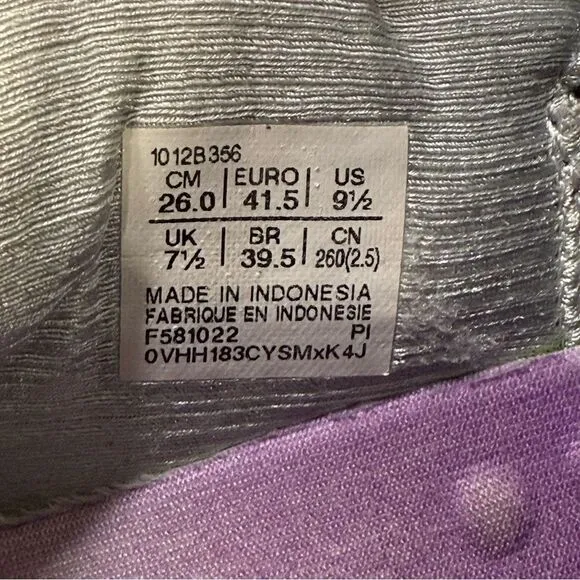 1012B356
CM | EURO | US
26.0 | 41.5 | 9½
UK | BR | CN
7½ | 39.5 | 260(2.5)
MADE IN INDONESIA
FABRIQUE EN INDONESIE
F581022 PI
0VHH183CYSMxK4J